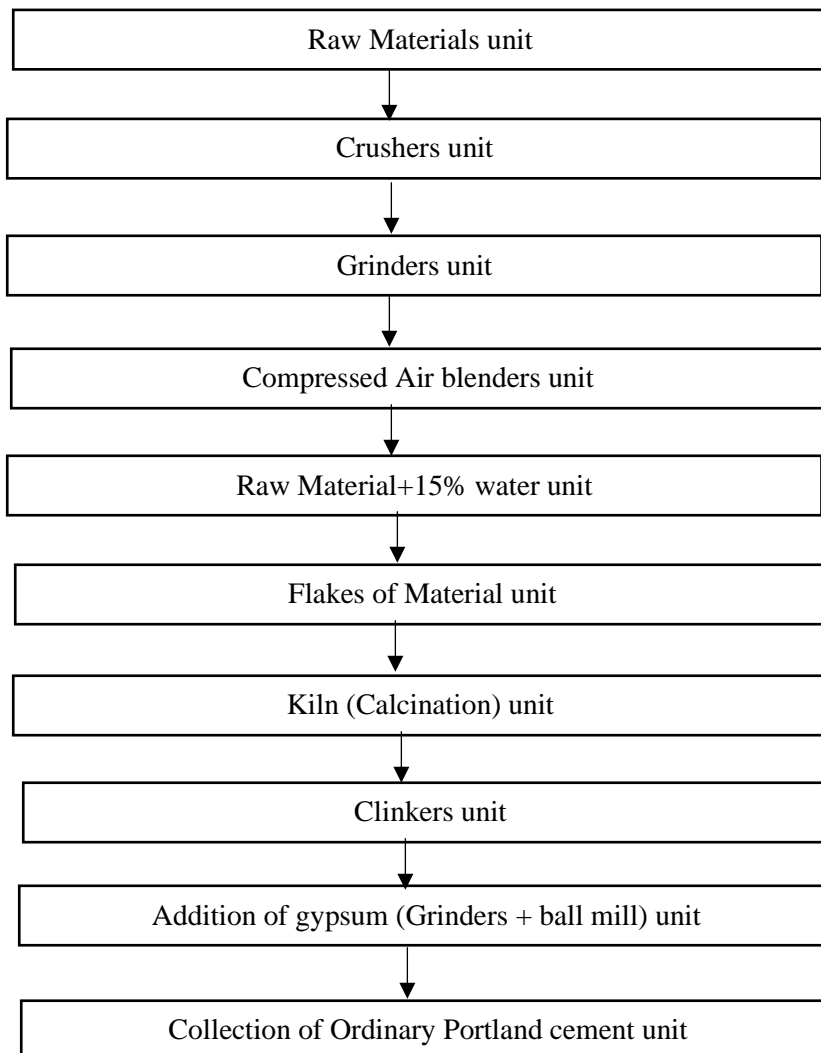 Raw Materials unit
Crushers unit
Grinders unit
Compressed Air blenders unit
Raw Material+15% water unit
Flakes of Material unit
Kiln (Calcination) unit
Clinkers unit
Addition of gypsum (Grinders + ball mill) unit
Collection of Ordinary Portland cement unit